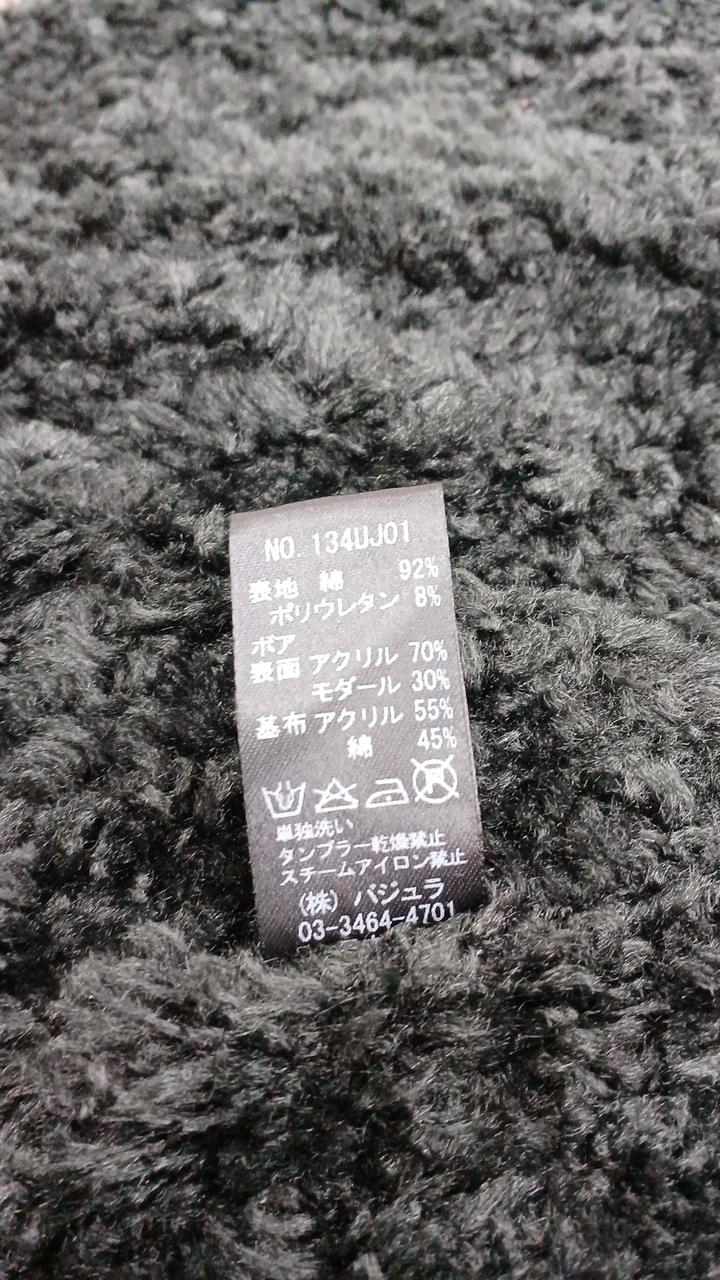 NO. 134UJ01
表地 綿 92%
ポリウレタン 8%
ボア
表面 アクリル 70%
モダール 30%
基布 アクリル 55%
綿 45%
単独洗い
タンブラー乾燥禁止
スチームアイロン禁止
(株) バジュラ
03-3464-4701